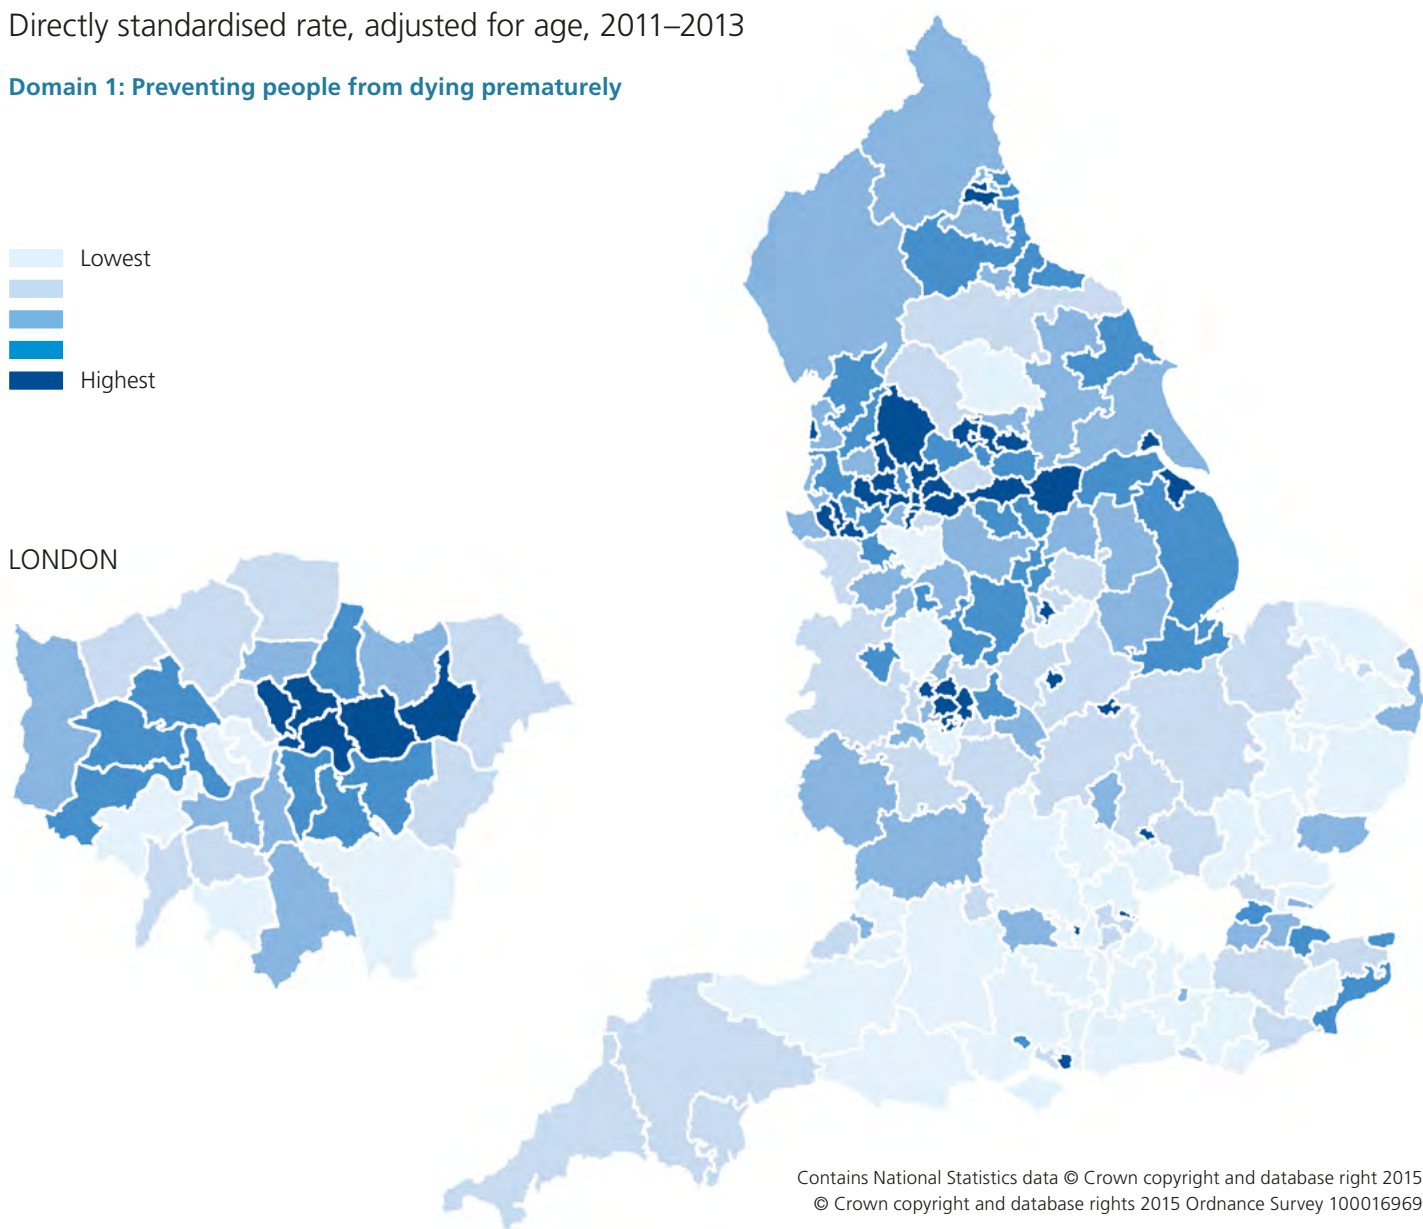 Directly standardised rate, adjusted for age, 2011–2013
Domain 1: Preventing people from dying prematurely
Lowest
Highest
LONDON
Contains National Statistics data © Crown copyright and database right 2015
© Crown copyright and database rights 2015 Ordnance Survey 100016969